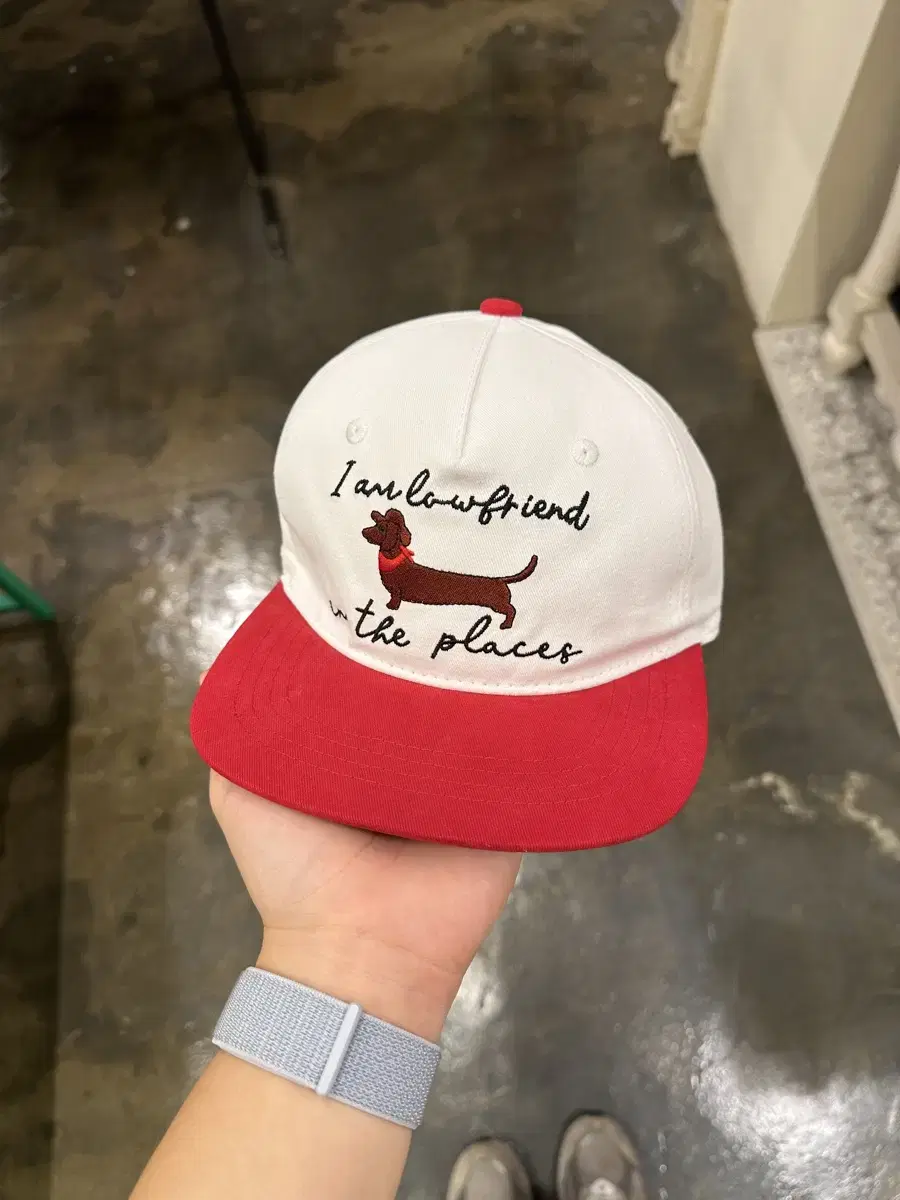 I am lowfriend
in the places